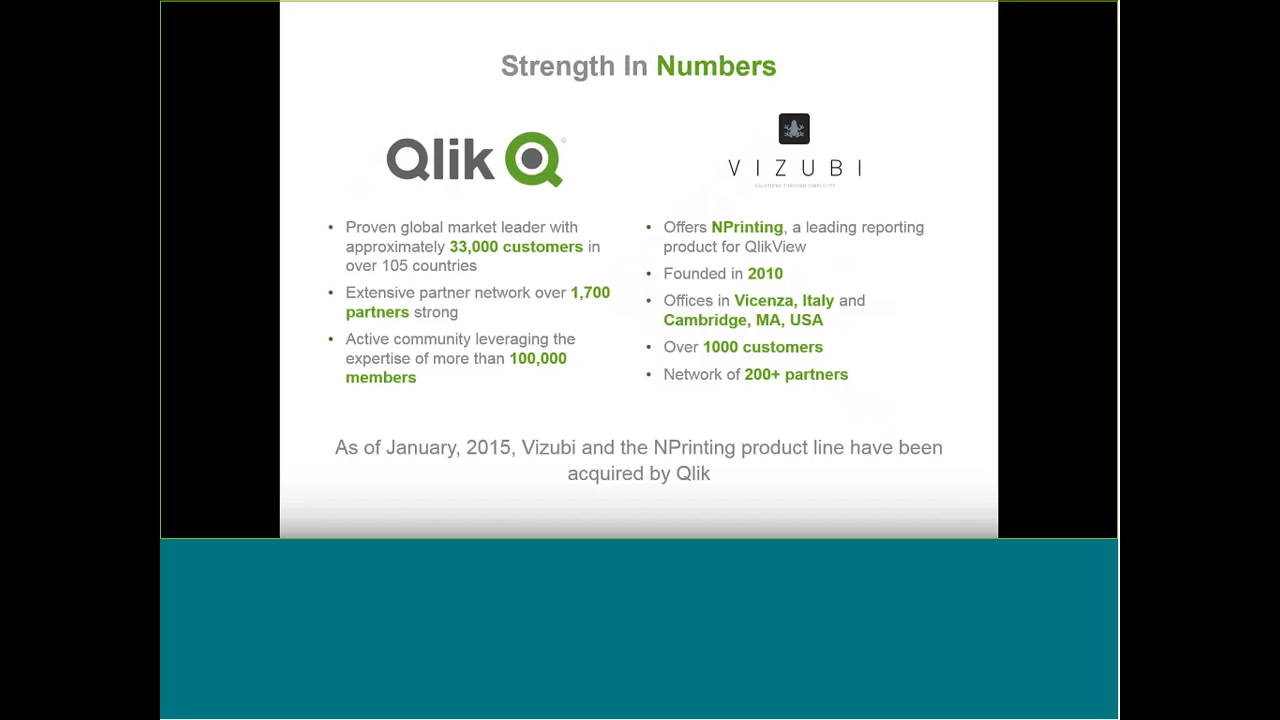 Strength In Numbers
Qlik
Proven global market leader with
approximately 33,000 customers in
over 105 countries
Extensive partner network over 1,700
partners strong
Active community leveraging the
expertise of more than 100,000
members
VIZUBI
SOLUTIONS THROUGH SIMPLICITY
Offers NPrinting, a leading reporting
product for QlikView
Founded in 2010
Offices in Vicenza, Italy and
Cambridge, MA, USA
Over 1000 customers
Network of 200+ partners
As of January, 2015, Vizubi and the NPrinting product line have been
acquired by Qlik